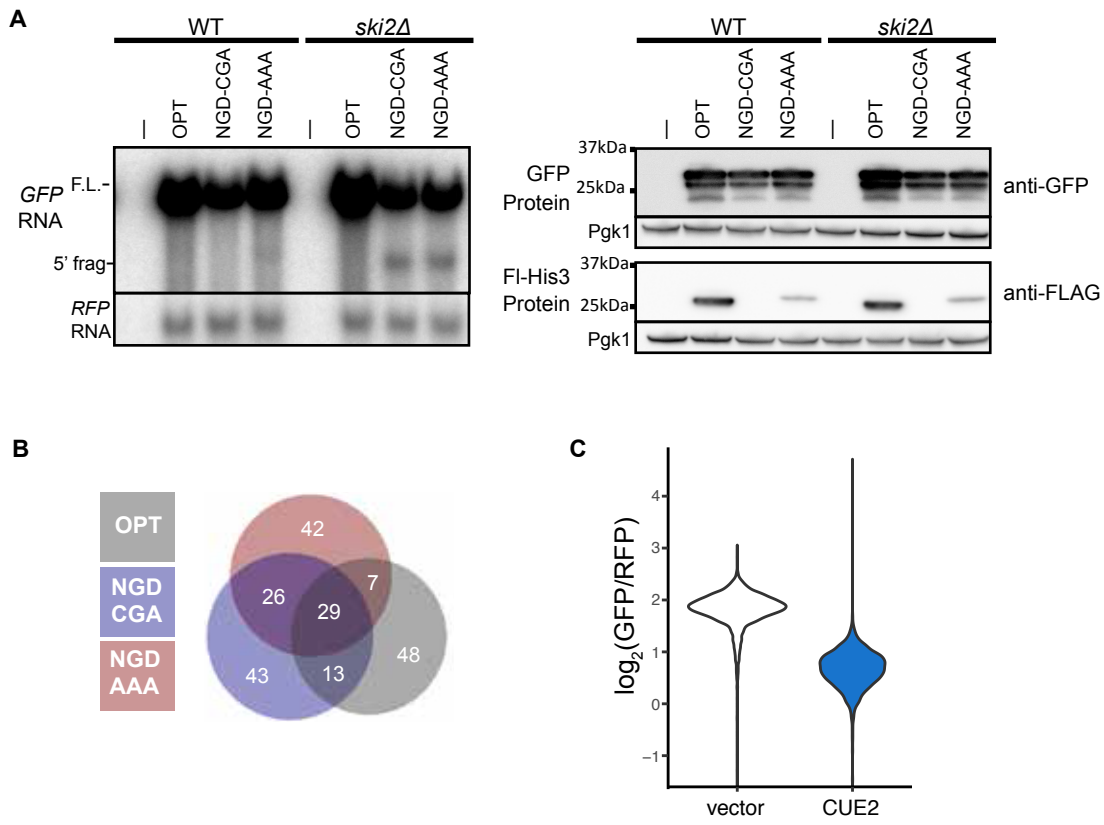 A
WT ski2Δ
— OPT NGD-CGA NGD-AAA — OPT NGD-CGA NGD-AAA
GFP RNA
F.L.-
5' frag-
RFP RNA
WT ski2Δ
— OPT NGD-CGA NGD-AAA — OPT NGD-CGA NGD-AAA
37kDa
GFP Protein
25kDa
anti-GFP
Pgk1
37kDa
Fl-His3 Protein
25kDa
anti-FLAG
Pgk1
B
OPT
NGD
CGA
NGD
AAA
42
26
7
29
43
13
48
C
log2(GFP/RFP)
4
3
2
1
0
−1
vector CUE2